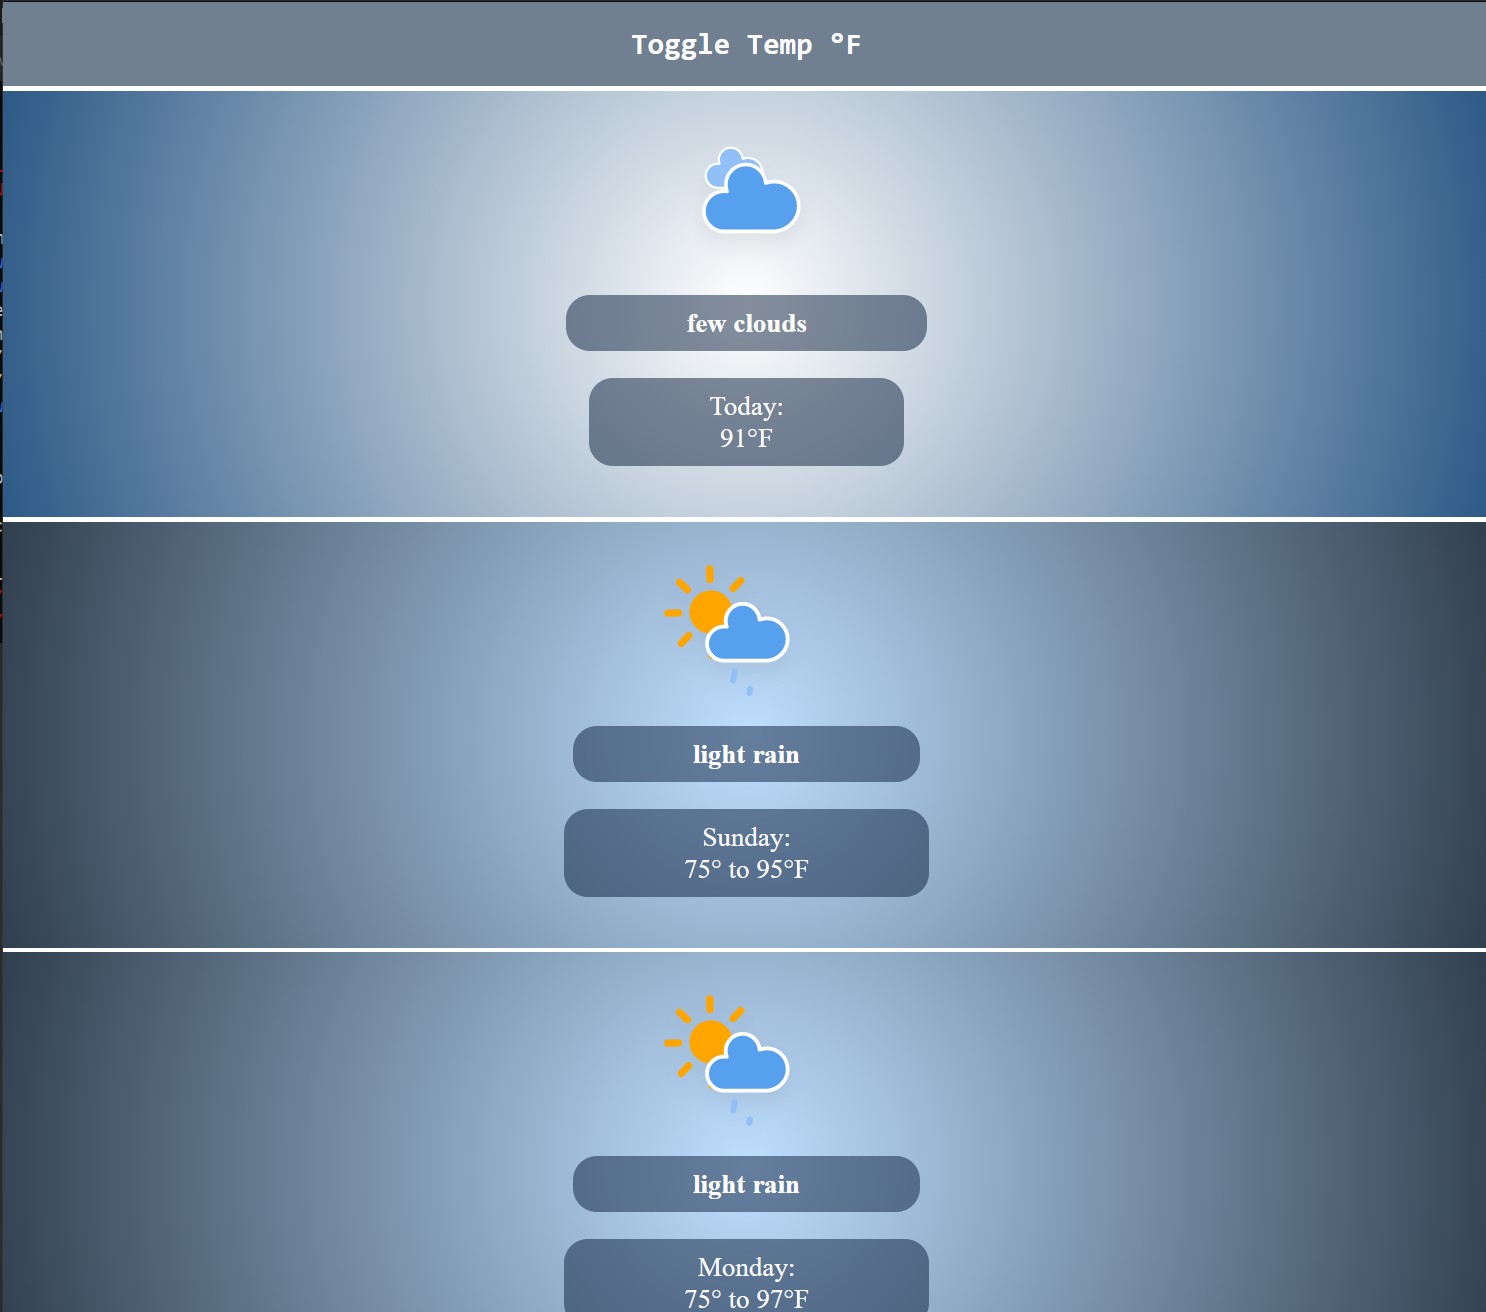 Toggle Temp °F
few clouds
Today:
91°F
light rain
Sunday:
75° to 95°F
light rain
Monday:
75° to 97°F